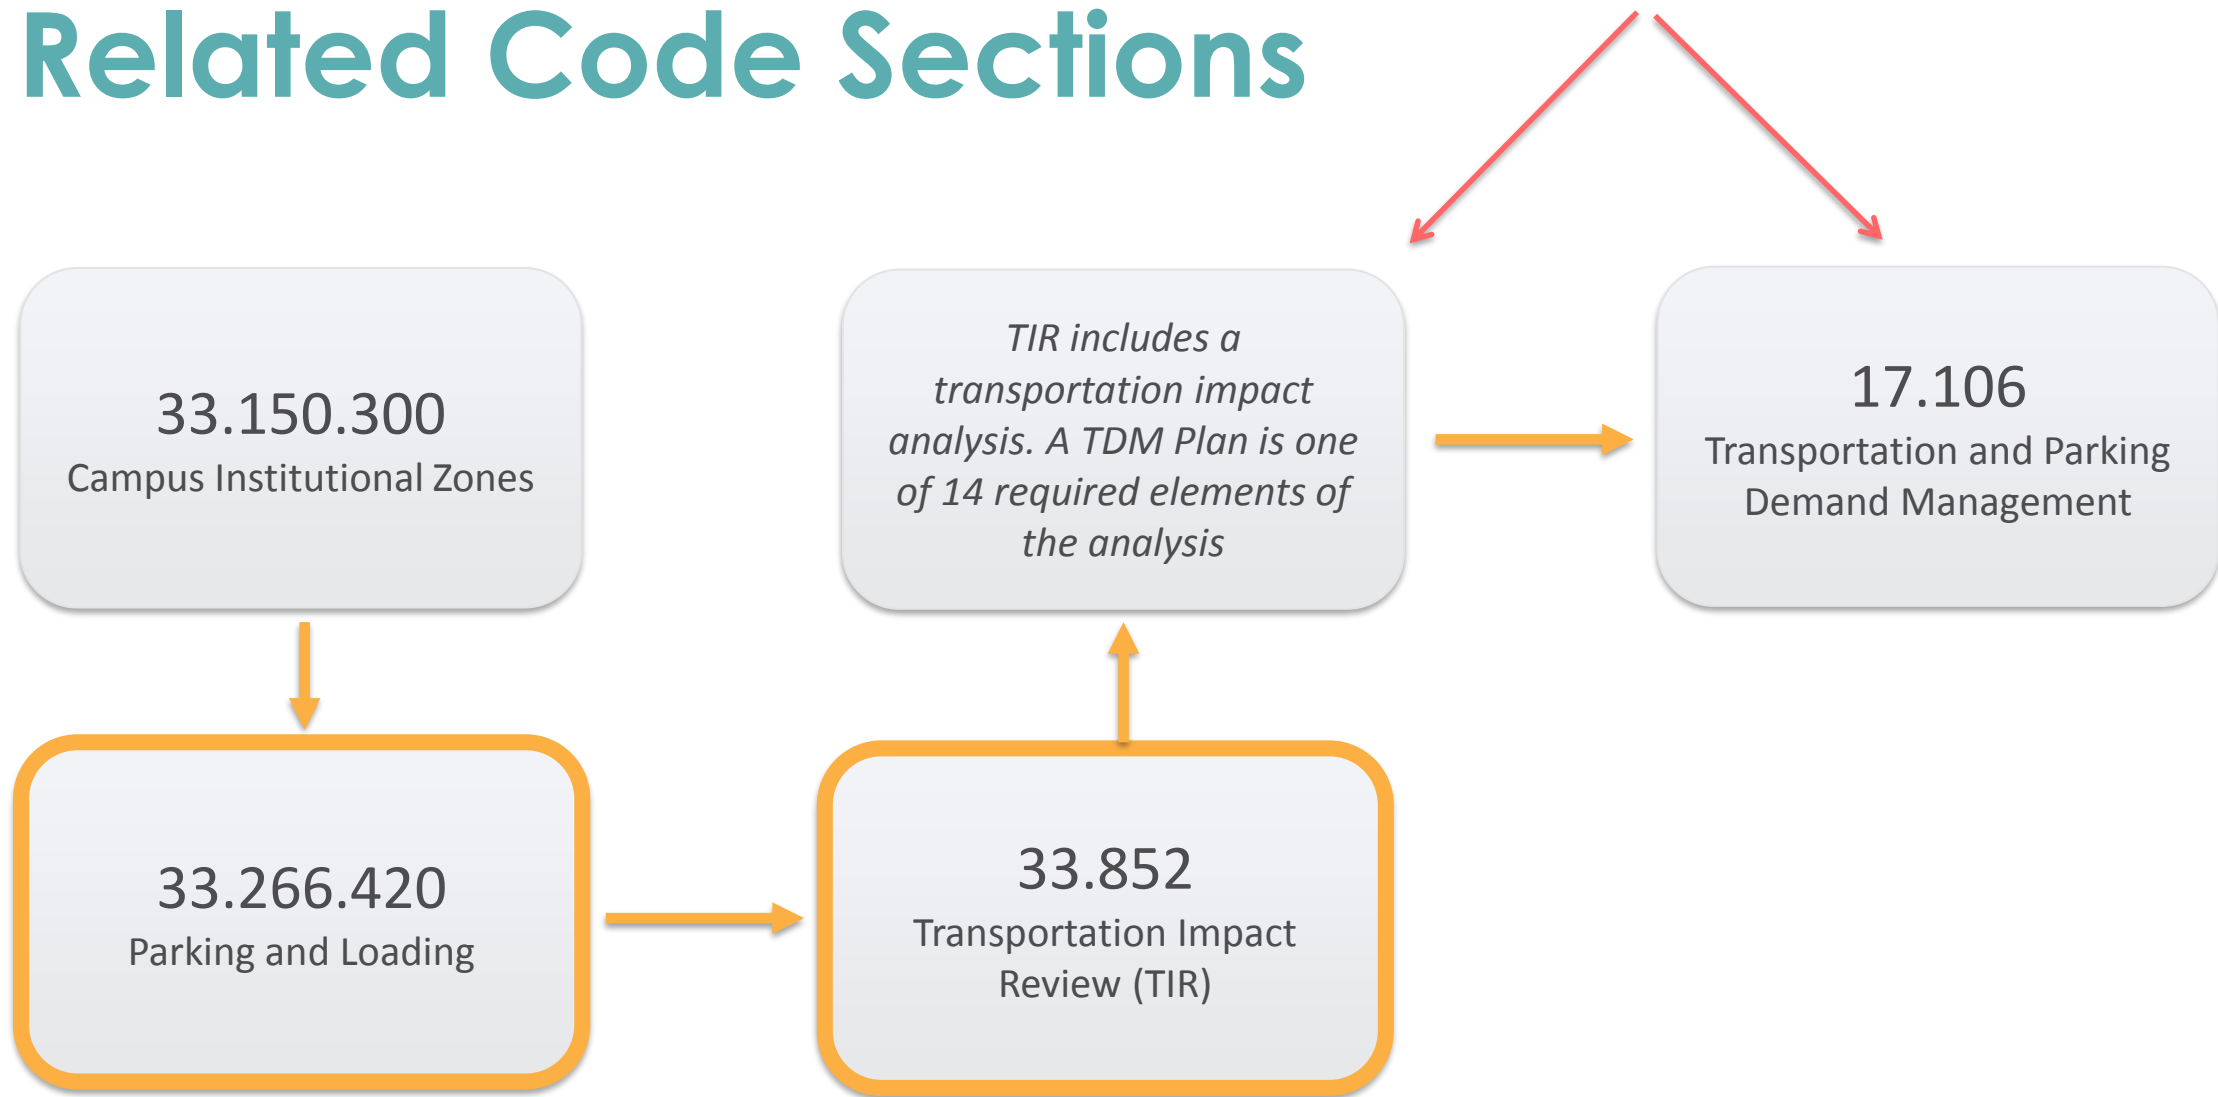 Related Code Sections
33.150.300
Campus Institutional Zones
TIR includes a
transportation impact
analysis. A TDM Plan is one
of 14 required elements of
the analysis
17.106
Transportation and Parking
Demand Management
33.266.420
Parking and Loading
33.852
Transportation Impact
Review (TIR)